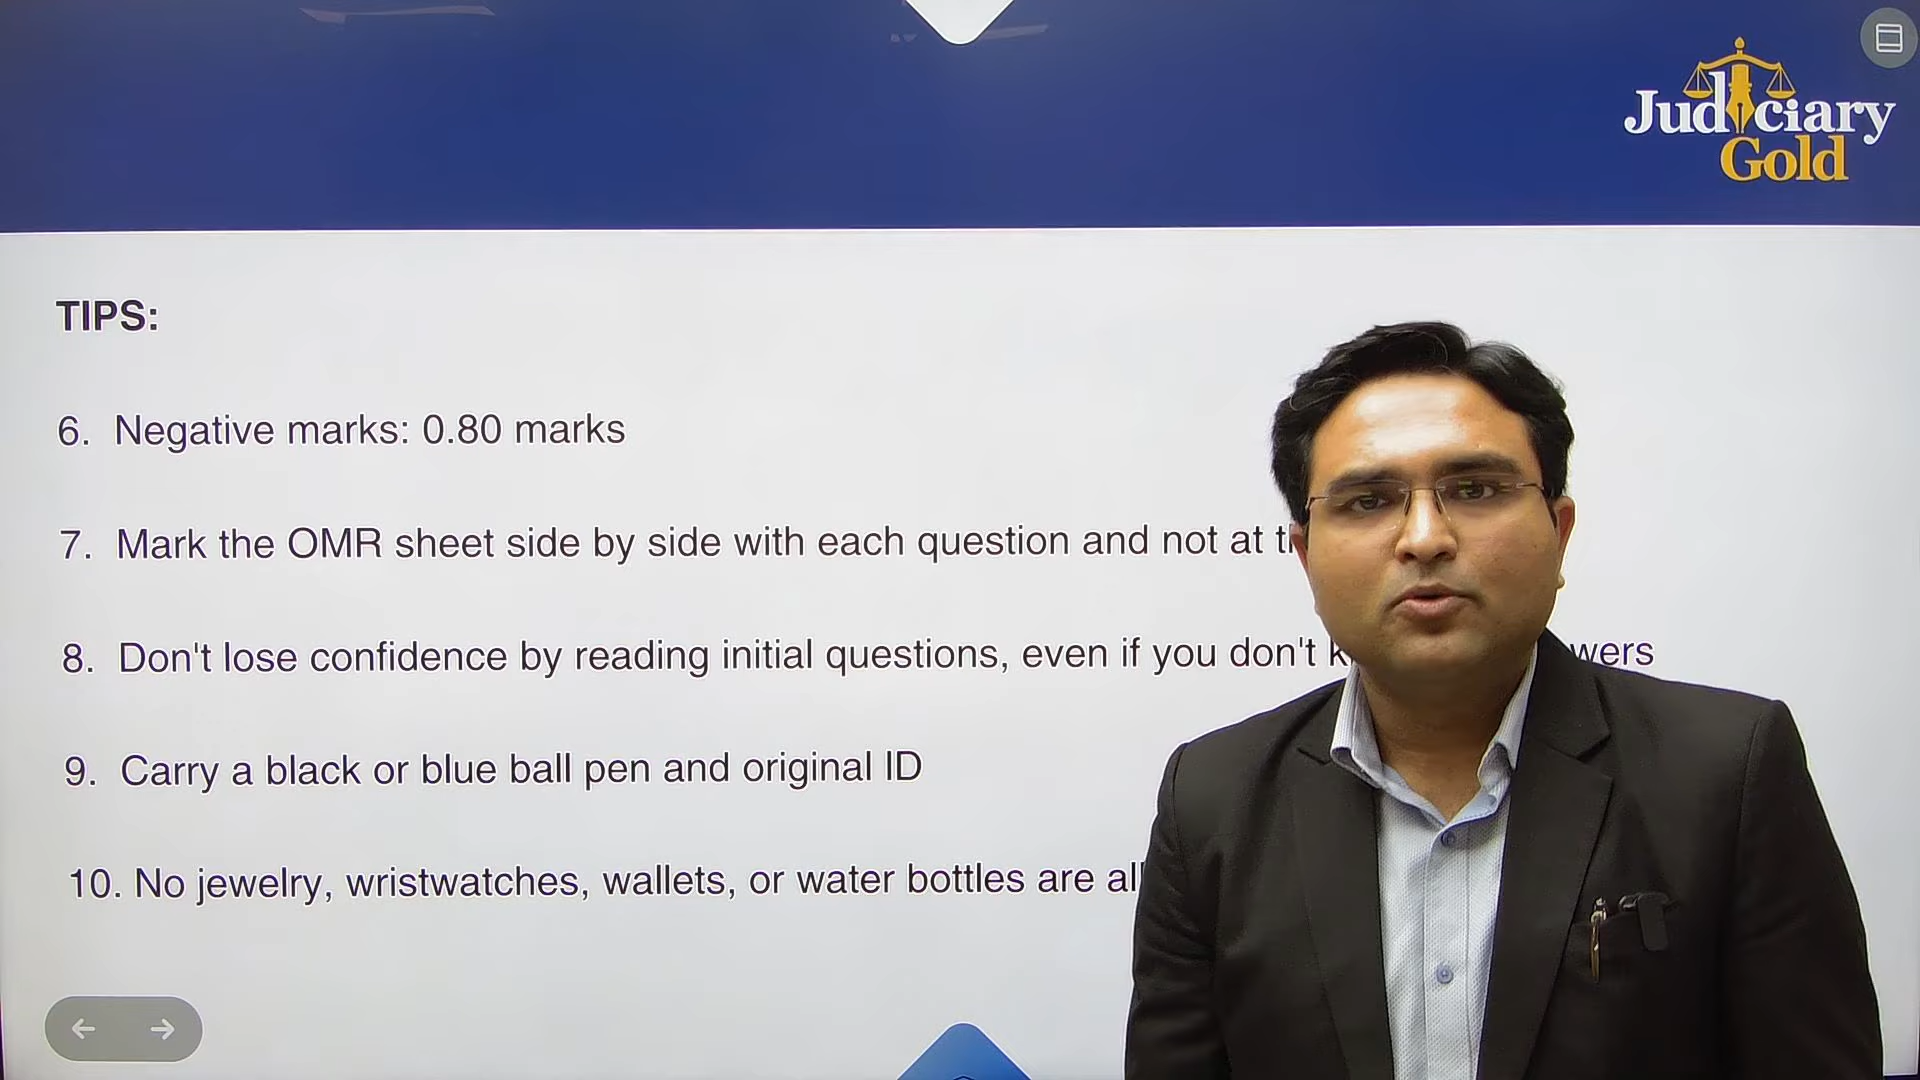 Judiciary
Gold
TIPS:
6. Negative marks: 0.80 marks
7. Mark the OMR sheet side by side with each question and not at
8. Don't lose confidence by reading initial questions, even if you don't
9. Carry a black or blue ball pen and original ID
10. No jewelry, wristwatches, wallets, or water bottles are